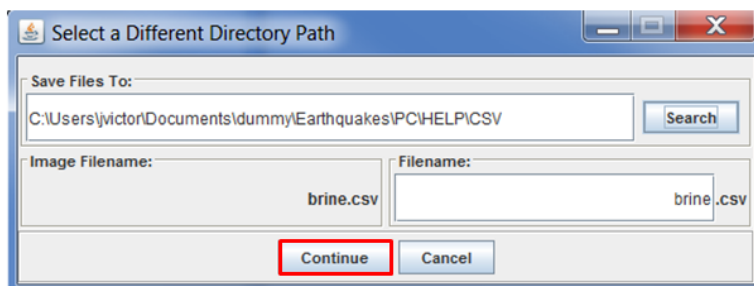 Select a Different Directory Path
Save Files To:
C:\Users\jvictor\Documents\dummy\Earthquakes\PC\HELP\CSV Search
Image Filename: Filename:
brine.csv brine .csv
Continue Cancel